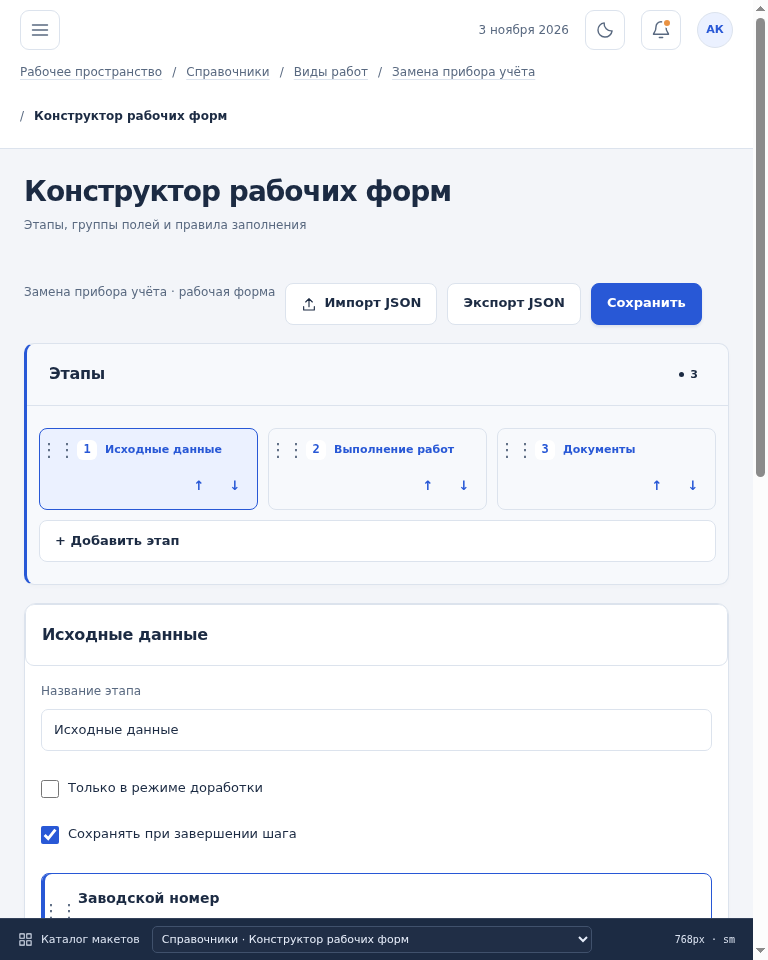 3 ноября 2026
АК
Рабочее пространство / Справочники / Виды работ / Замена прибора учёта
/ Конструктор рабочих форм
Конструктор рабочих форм
Этапы, группы полей и правила заполнения
Замена прибора учёта · рабочая форма
Импорт JSON
Экспорт JSON
Сохранить
Этапы
• 3
1 Исходные данные
↑ ↓
2 Выполнение работ
↑ ↓
3 Документы
↑ ↓
+ Добавить этап
Исходные данные
Название этапа
Исходные данные
Только в режиме доработки
Сохранять при завершении шага
Заводской номер
Каталог макетов
Справочники · Конструктор рабочих форм
768px · sm